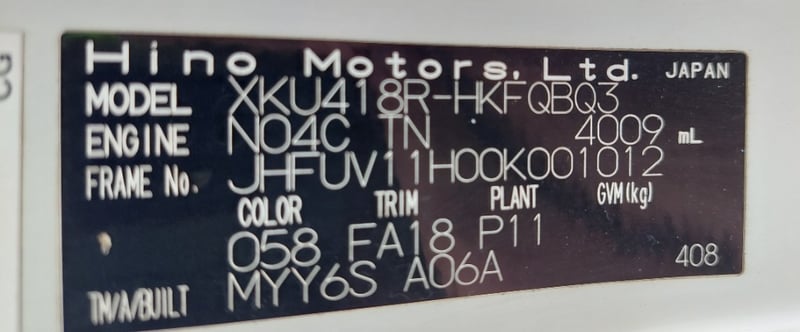 Hino Motors, Ltd. JAPAN
MODEL XKU418R-HKFQBQ3
ENGINE N04C TN 4009 mL
FRAME No. JHFUV11H00K001012
COLOR TRIM PLANT GVM(kg)
058 FA18 P11
TM/A/BUILT MYY6S A06A 408